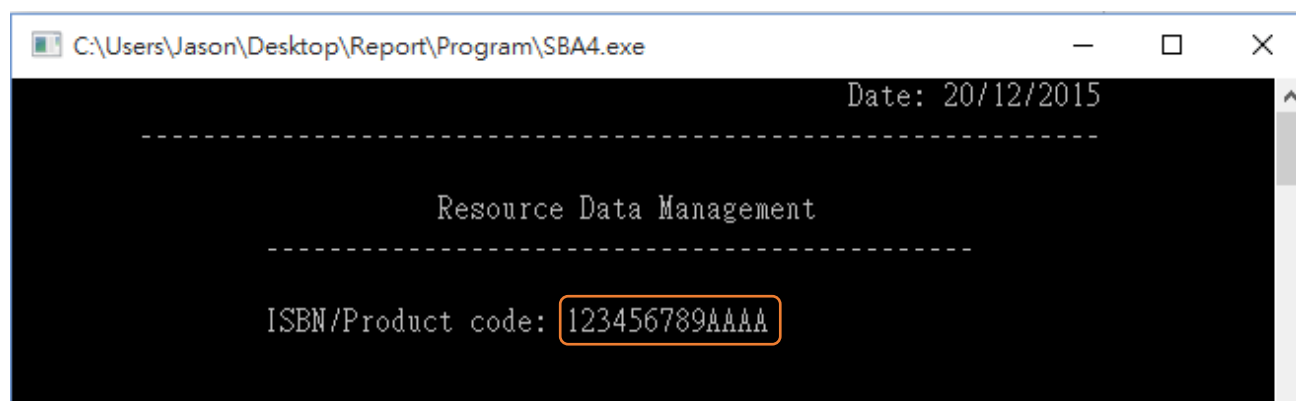 C:\Users\Jason\Desktop\Report\Program\SBA4.exe
Date: 20/12/2015
-------------------------------------------------------------
Resource Data Management
---------------------------------------------
ISBN/Product code: 123456789AAAA